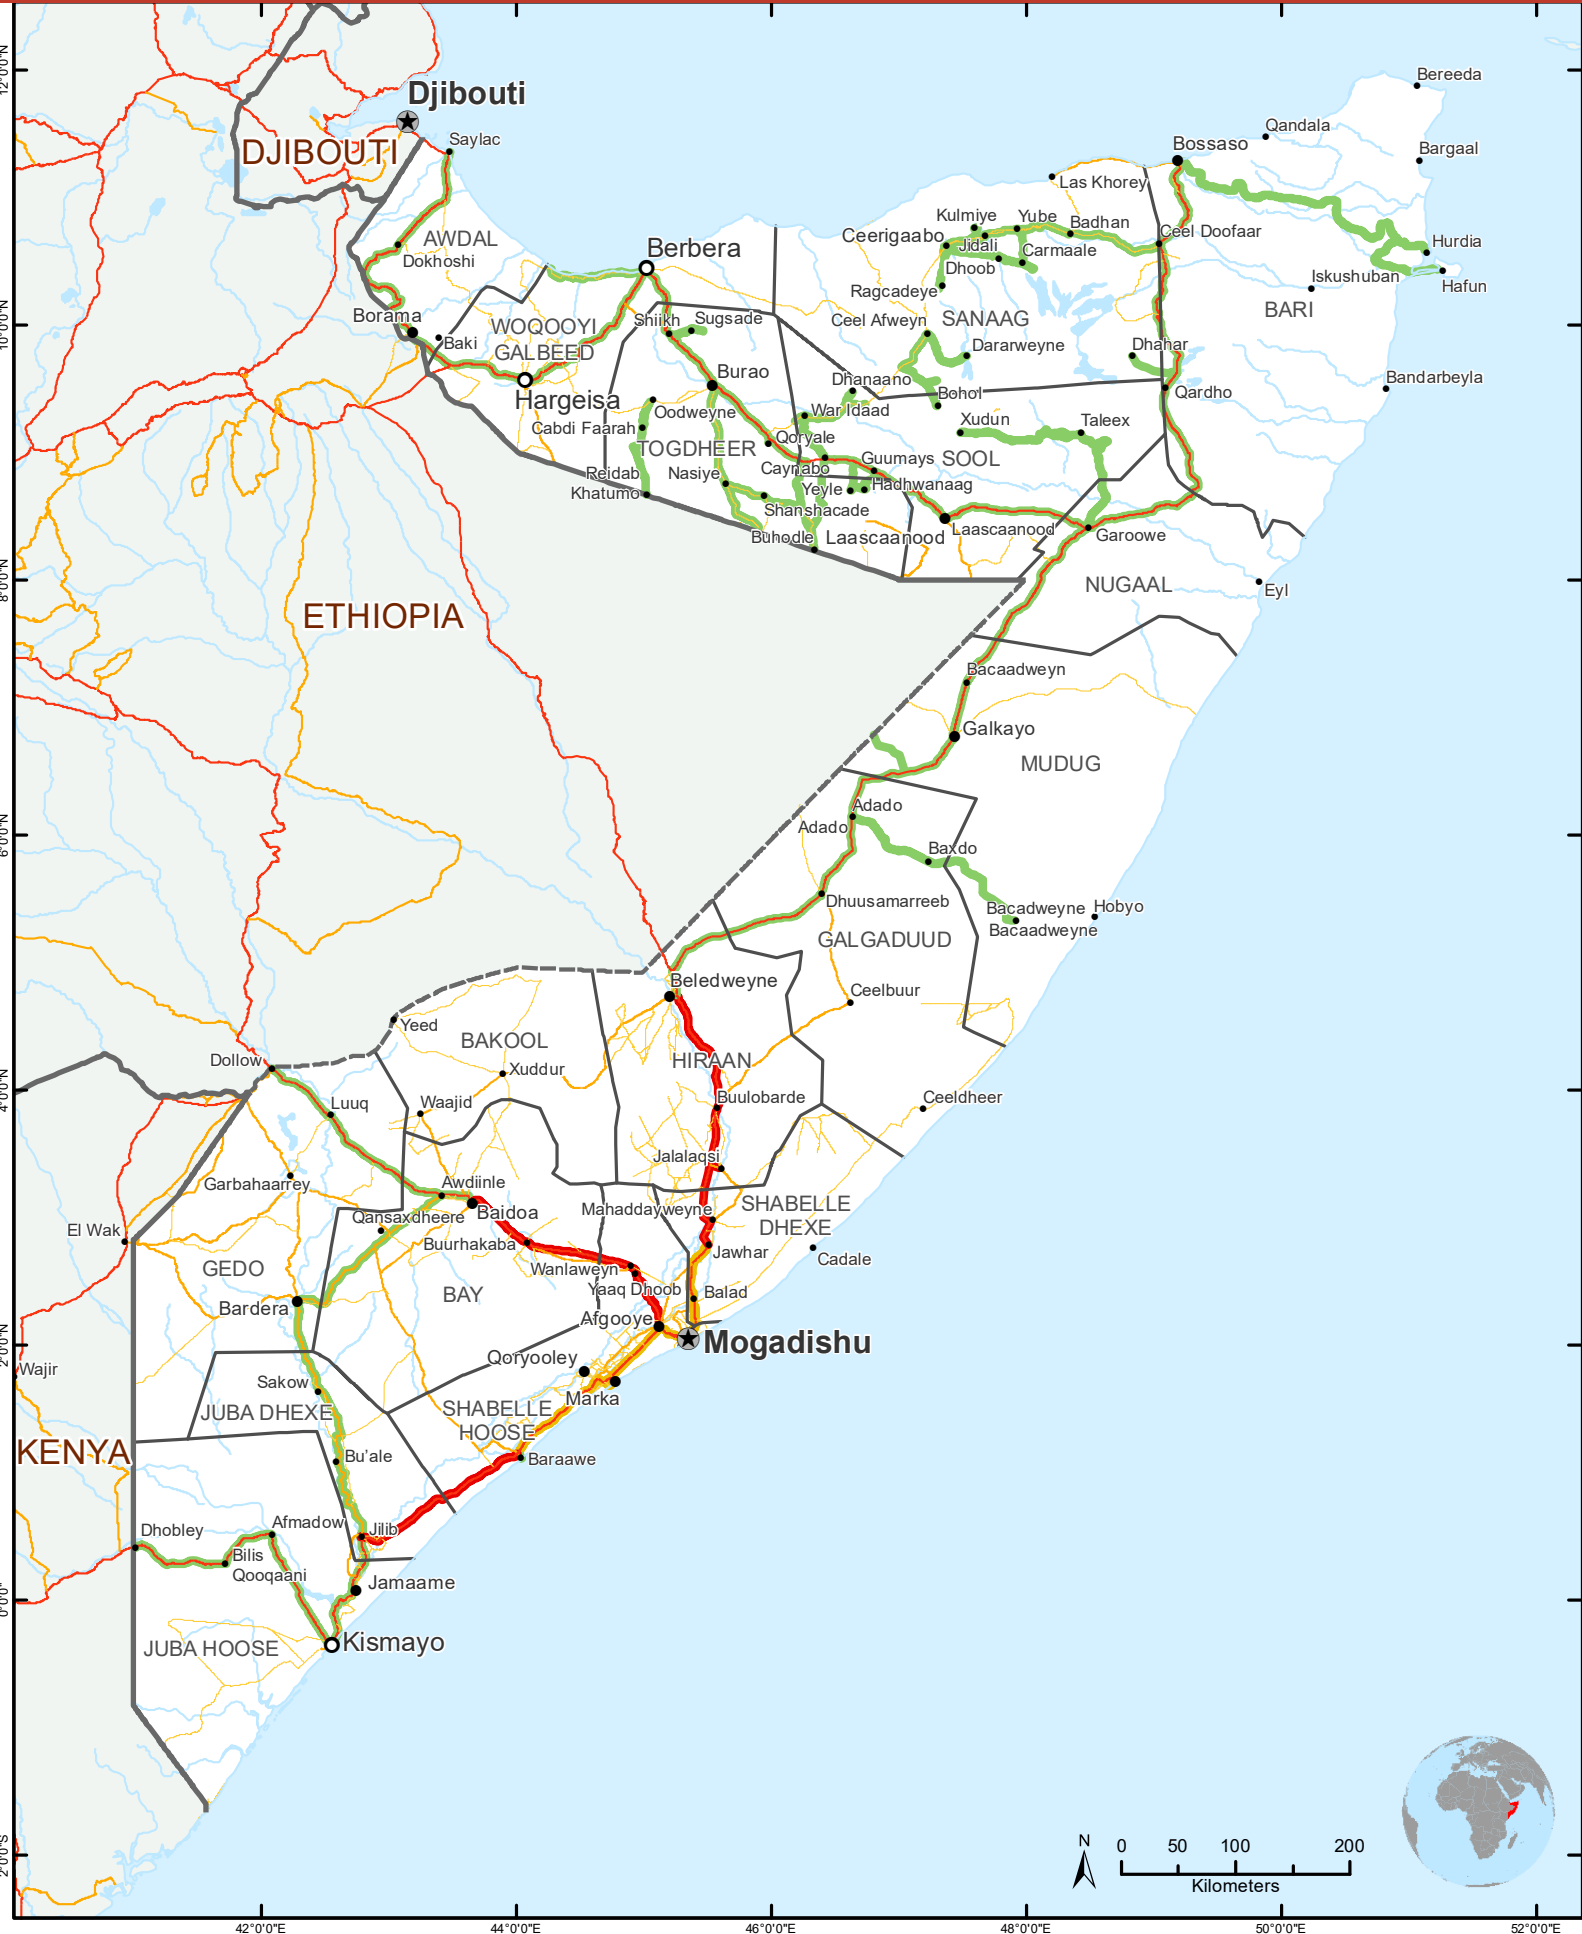 12°0'0"N
10°0'0"N
8°0'0"N
6°0'0"N
4°0'0"N
2°0'0"N
0°0'0"
2°0'0"S
Djibouti
DJIBOUTI
Saylac
AWDAL
Dokhoshi
Borama
Baki
WOQOOYI
GALBEED
Hargeisa
Berbera
Shiikh
Sugsade
Burao
Oodweyne
Cabdi Faarah
TOGDHEER
Reidab
Khatumo
Nasiye
Qoryale
Caynabo
Yeyle
Shanshacade
Buhodle
War Idaad
Dhanaano
Guumays
Hadhwanaag
SOOL
Laascaanood
Laascaanood
Garoowe
Bereeda
Qandala
Bossaso
Bargaal
Las Khorey
Kulmiye
Yube
Badhan
Ceerigaabo
Jidali
Carmaale
Dhoob
Ragcadeye
Ceel Doofaar
Hurdia
Iskushuban
Hafun
BARI
SANAAG
Ceel Afweyn
Dararweyne
Dhahar
Bohol
Qardho
Bandarbeyla
Xudun
Taleex
NUGAAL
Eyl
ETHIOPIA
Bacaadweyn
Galkayo
MUDUG
Adado
Adado
Baxdo
Dhuusamarreeb
Bacadweyne
Hobyo
Bacaadweyne
GALGADUUD
Beledweyne
Ceelbuur
Yeed
BAKOOL
Dollow
Xuddur
HIRAAN
Luuq
Waajid
Buulobarde
Ceeldheer
Jalalaqsi
Garbahaarrey
Awdiinle
Mahaddayweyne
SHABELLE
DHEXE
El Wak
Qansaxdheere
Baidoa
Buurhakaba
Jawhar
Cadale
Wanlaweyn
Yaaq Dhoob
Balad
GEDO
BAY
Bardera
Afgooye
Mogadishu
Wajir
Qoryooley
Marka
Sakow
JUBA DHEXE
SHABELLE
HOOSE
KENYA
Bu'ale
Baraawe
Dhobley
Afmadow
Jilib
Bilis
Qooqaani
Jamaame
JUBA HOOSE
Kismayo
N
0 50 100 200
Kilometers
42°0'0"E 44°0'0"E 46°0'0"E 48°0'0"E 50°0'0"E 52°0'0"E